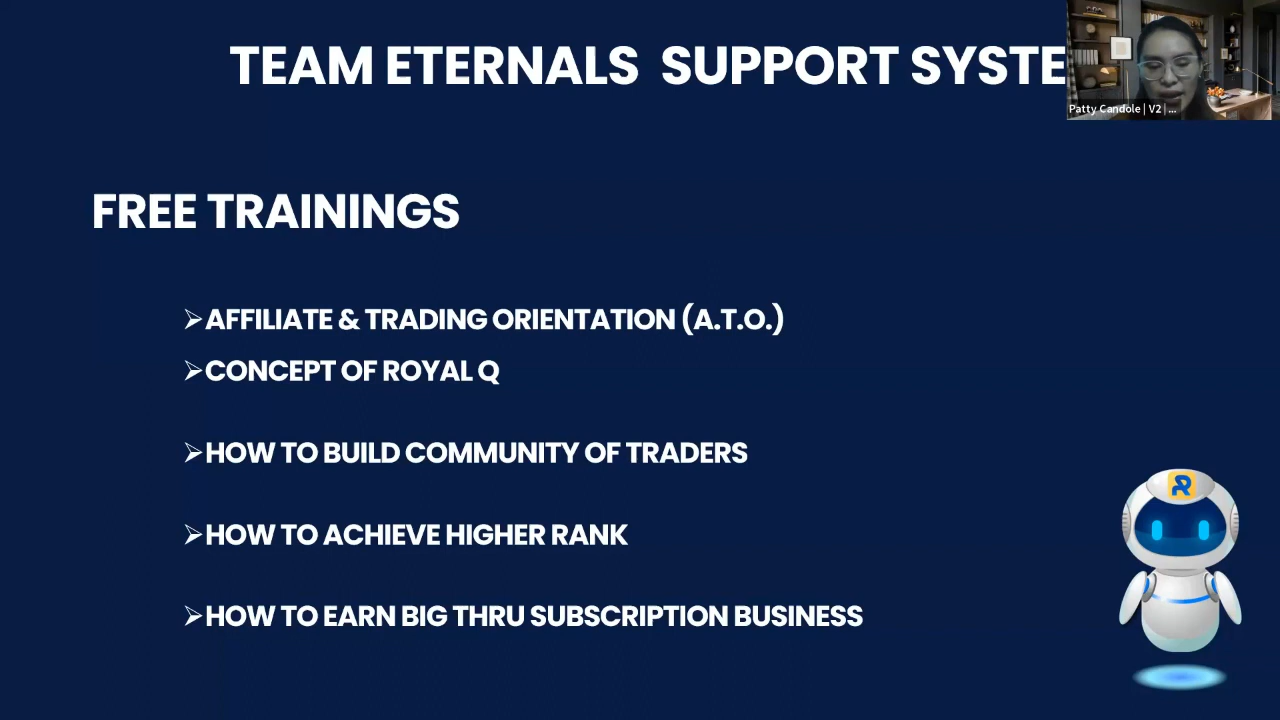 TEAM ETERNALS SUPPORT SYSTE
Patty Candole | V2 | ...
FREE TRAININGS
➢AFFILIATE & TRADING ORIENTATION (A.T.O.)
➢CONCEPT OF ROYAL Q
➢HOW TO BUILD COMMUNITY OF TRADERS
➢HOW TO ACHIEVE HIGHER RANK
➢HOW TO EARN BIG THRU SUBSCRIPTION BUSINESS
R